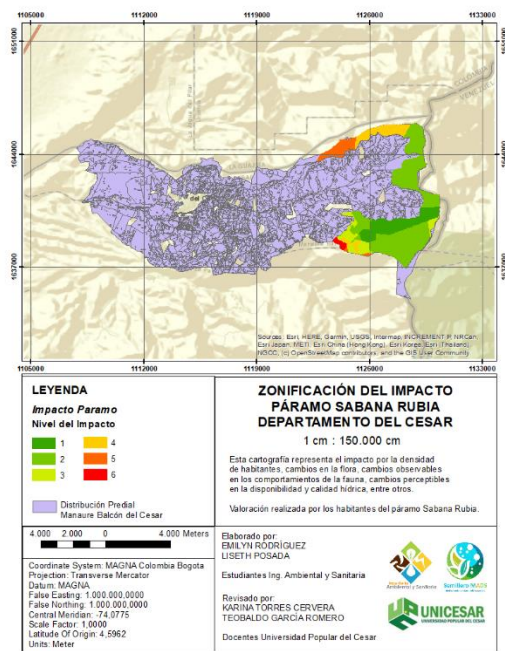 1105000 1112000 1119000 1126000 1133000
1651000 1651000
COLOMBIA
VENEZUELA
1644000 1644000
1637000 1637000
Sources: Esri, HERE, Garmin, USGS, Intermap, INCREMENT P, NRCan,
Esri Japan, METI, Esri China (Hong Kong), Esri Korea, Esri (Thailand),
NGCC, (c) OpenStreetMap contributors, and the GIS User Community
1105000 1112000 1119000 1126000 1133000
LEYENDA
Impacto Paramo
Nivel del Impacto
1 4
2 5
3 6
Distribución Predial
Manaure Balcón del Cesar
ZONIFICACIÓN DEL IMPACTO
PÁRAMO SABANA RUBIA
DEPARTAMENTO DEL CESAR
1 cm : 150.000 cm
Esta cartografía representa el impacto por la densidad
de habitantes, cambios en la flora, cambios observables
en los comportamientos de la fauna, cambios perceptibles
en la disponibilidad y calidad hídrica, entre otros.
Valoración realizada por los habitantes del páramo Sabana Rubia.
4.000 2.000 0 4.000 Meters
Coordinate System: MAGNA Colombia Bogota
Projection: Transverse Mercator
Datum: MAGNA
False Easting: 1.000.000,0000
False Northing: 1.000.000,0000
Central Meridian: -74,0775
Scale Factor: 1,0000
Latitude Of Origin: 4,5962
Units: Meter
Elaborado por:
EMILYN RODRÍGUEZ
LISETH POSADA
Estudiantes Ing. Ambiental y Sanitaria
Revisado por:
KARINA TORRES CERVERA
TEOBALDO GARCÍA ROMERO
Docentes Universidad Popular del Cesar
Ambiental y Sanitaria
Semillero MADS
UNICESAR
UNIVERSIDAD POPULAR DEL CESAR